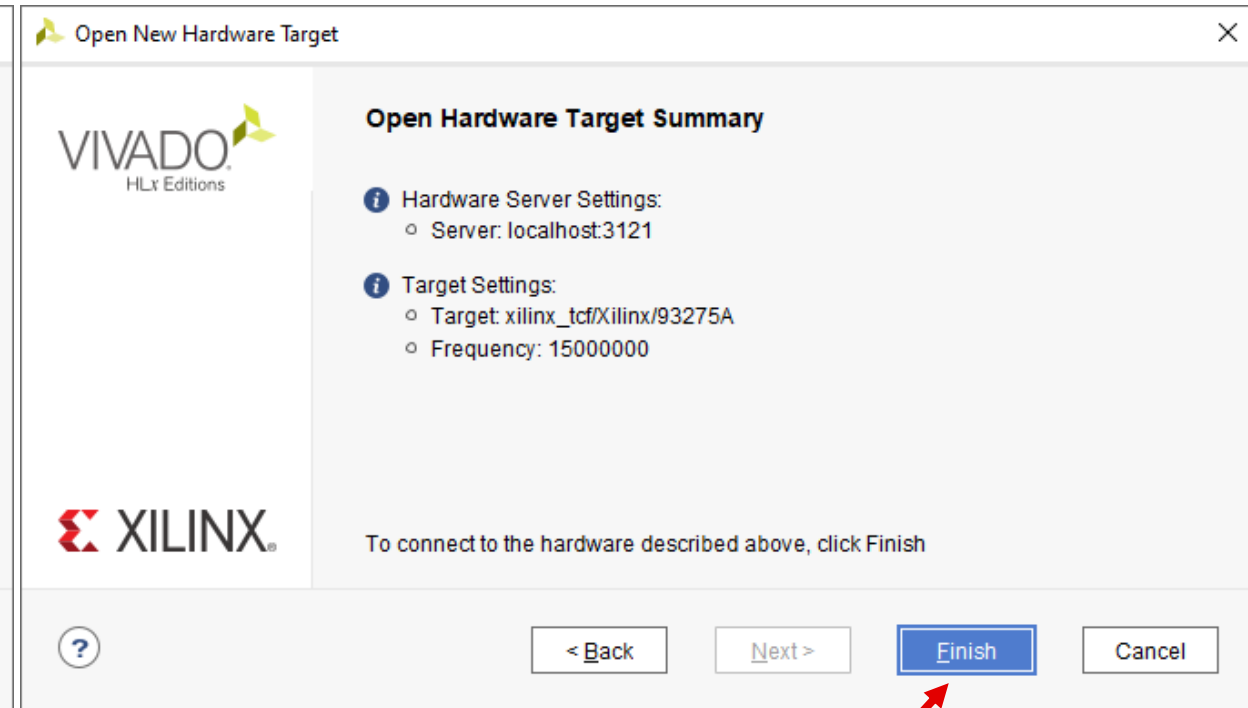 Open New Hardware Target
VIVADO.
HLx Editions
Open Hardware Target Summary
i Hardware Server Settings:
Server: localhost:3121
i Target Settings:
Target: xilinx_tcf/Xilinx/93275A
Frequency: 15000000
XILINX®
To connect to the hardware described above, click Finish
? < Back Next > Finish Cancel